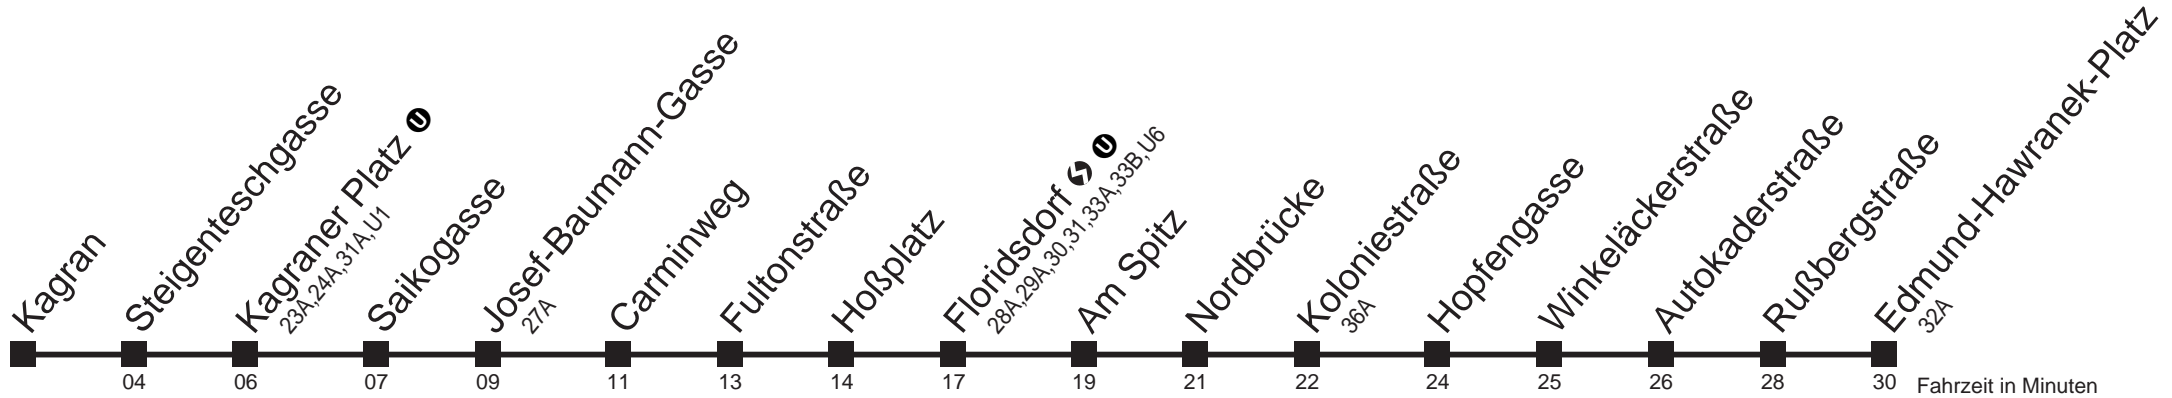 Kagran
Steigenteschgasse
Kagraner Platz U
23A,24A,31A,U1
Saikogasse
Josef-Baumann-Gasse
27A
Carminweg
Fultonstraße
Hoßplatz
Floridsdorf S U
28A,29A,30,31,33A,33B,U6
Am Spitz
Nordbrücke
Koloniestraße
36A
Hopfengasse
Winkeläckerstraße
Autokaderstraße
Rußbergstraße
Edmund-Hawranek-Platz
32A
04 06 07 09 11 13 14 17 19 21 22 24 25 26 28 30 Fahrzeit in Minuten